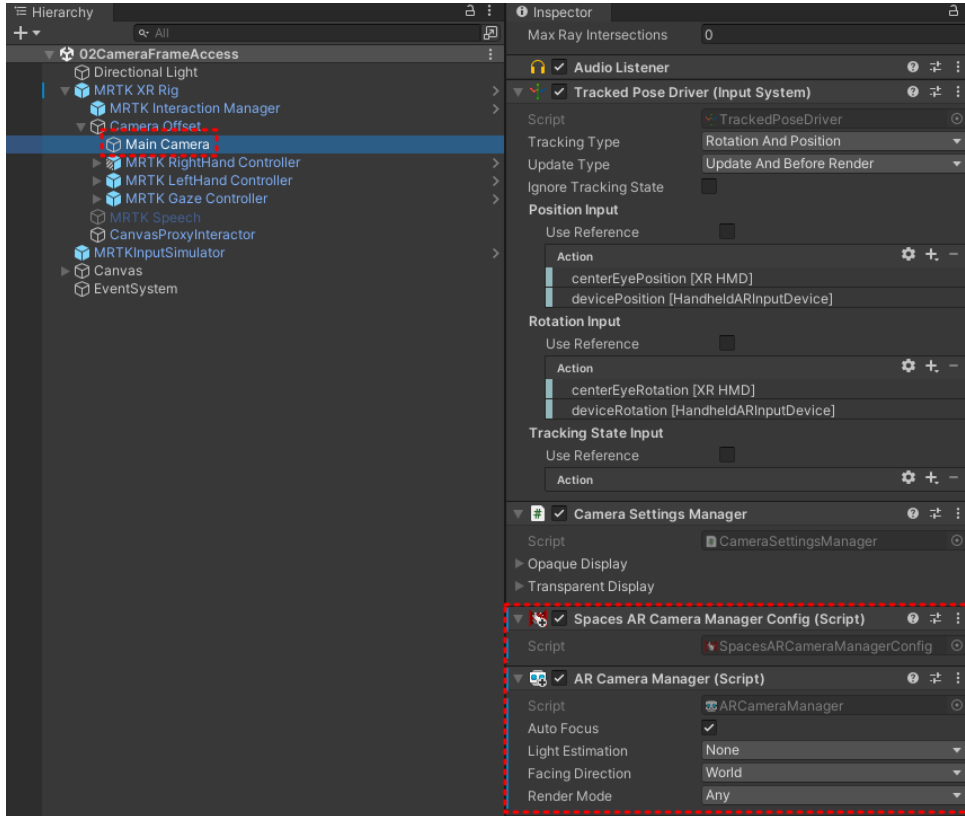 Hierarchy
All
02CameraFrameAccess
Directional Light
MRTK XR Rig
MRTK Interaction Manager
Camera Offset
Main Camera
MRTK RightHand Controller
MRTK LeftHand Controller
MRTK Gaze Controller
MRTK Speech
CanvasProxyInteractor
MRTKInputSimulator
Canvas
EventSystem
Inspector
Max Ray Intersections 0
Audio Listener
Tracked Pose Driver (Input System)
Script TrackedPoseDriver
Tracking Type Rotation And Position
Update Type Update And Before Render
Ignore Tracking State
Position Input
Use Reference
Action
centerEyePosition [XR HMD]
devicePosition [HandheldARInputDevice]
Rotation Input
Use Reference
Action
centerEyeRotation [XR HMD]
deviceRotation [HandheldARInputDevice]
Tracking State Input
Use Reference
Action
Camera Settings Manager
Script CameraSettingsManager
Opaque Display
Transparent Display
Spaces AR Camera Manager Config (Script)
Script SpacesARCameraManagerConfig
AR Camera Manager (Script)
Script ARCameraManager
Auto Focus
Light Estimation None
Facing Direction World
Render Mode Any